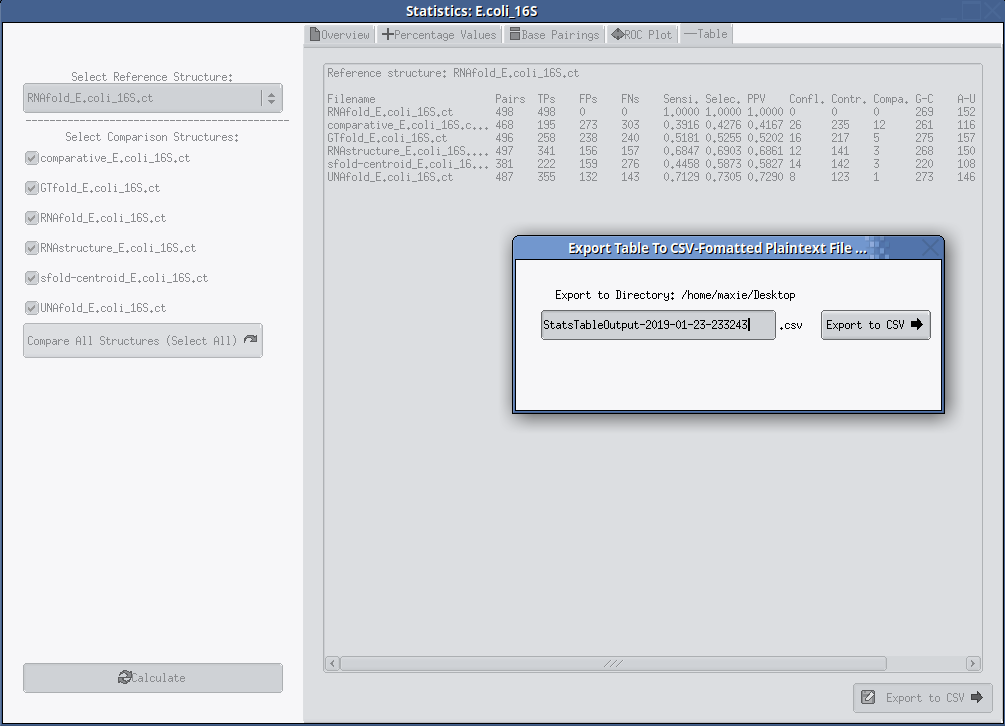 Statistics: E.coli_16S
Select Reference Structure:
RNAfold_E.coli_16S.ct
Select Comparison Structures:
comparative_E.coli_16S.ct
GTfold_E.coli_16S.ct
RNAfold_E.coli_16S.ct
RNAstructure_E.coli_16S.ct
sfold-centroid_E.coli_16S.ct
UNAfold_E.coli_16S.ct
Compare All Structures (Select All)
Calculate
Overview Percentage Values Base Pairings ROC Plot Table
Reference structure: RNAfold_E.coli_16S.ct
Filename Pairs TPs FPs FNs Sensi. Selec. PPV Confl. Contr. Compa. G-C A-U
RNAfold_E.coli_16S.ct 498 498 0 0 1.0000 1.0000 1.0000 0 0 0 269 152
comparative_E.coli_16S.c... 468 195 273 303 0.3916 0.4276 0.4167 26 235 12 261 116
GTfold_E.coli_16S.ct 496 258 238 240 0.5181 0.5255 0.5202 16 217 5 275 157
RNAstructure_E.coli_16S.... 497 341 156 157 0.6847 0.6903 0.6861 12 141 3 268 150
sfold-centroid_E.coli_16... 381 222 159 276 0.4458 0.5873 0.5827 14 142 3 220 108
UNAfold_E.coli_16S.ct 487 355 132 143 0.7129 0.7305 0.7290 8 123 1 273 146
Export Table To CSV-Fomatted Plaintext File ...
Export to Directory: /home/maxie/Desktop
StatsTableOutput-2019-01-23-233243 .csv Export to CSV
Export to CSV